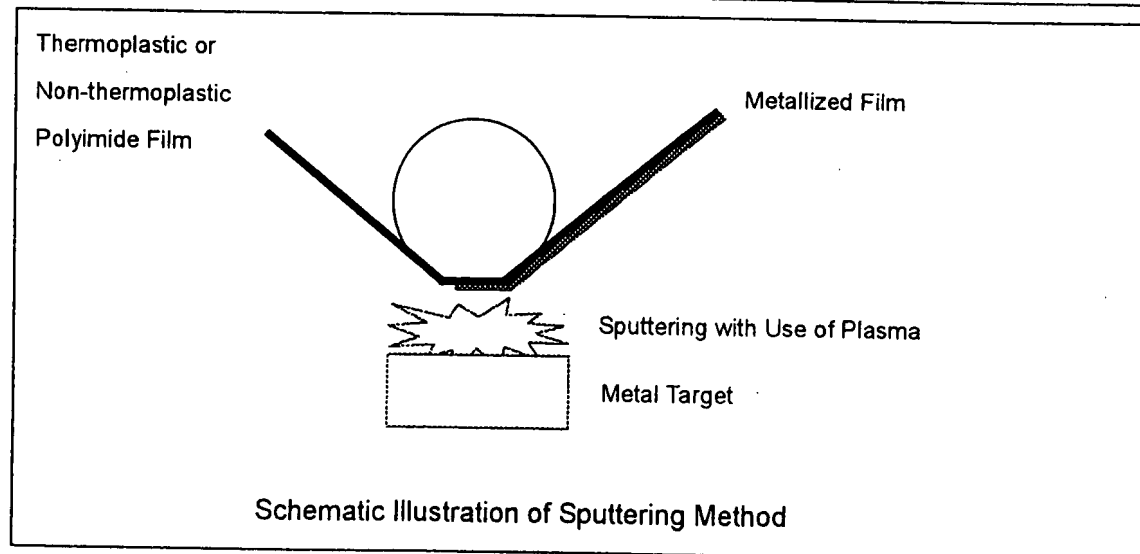 Thermoplastic or
Non-thermoplastic
Polyimide Film
Metallized Film
Sputtering with Use of Plasma
Metal Target
Schematic Illustration of Sputtering Method